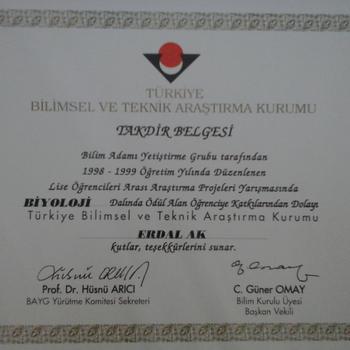 TÜRKİYE
BİLİMSEL VE TEKNİK ARAŞTIRMA KURUMU
TAKDİR BELGESİ
Bilim Adamı Yetiştirme Grubu tarafından
1998 - 1999 Öğretim Yılında Düzenlenen
Lise Öğrencileri Arası Araştırma Projeleri Yarışmasında
BİYOLOJİ Dalında Ödül Alan Öğrenciye Katkılarından Dolayı
Türkiye Bilimsel ve Teknik Araştırma Kurumu
ERDAL AK
kutlar, teşekkürlerini sunar.
Prof. Dr. Hüsnü ARICI
BAYG Yürütme Komitesi Sekreteri
C. Güner OMAY
Bilim Kurulu Üyesi
Başkan Vekili